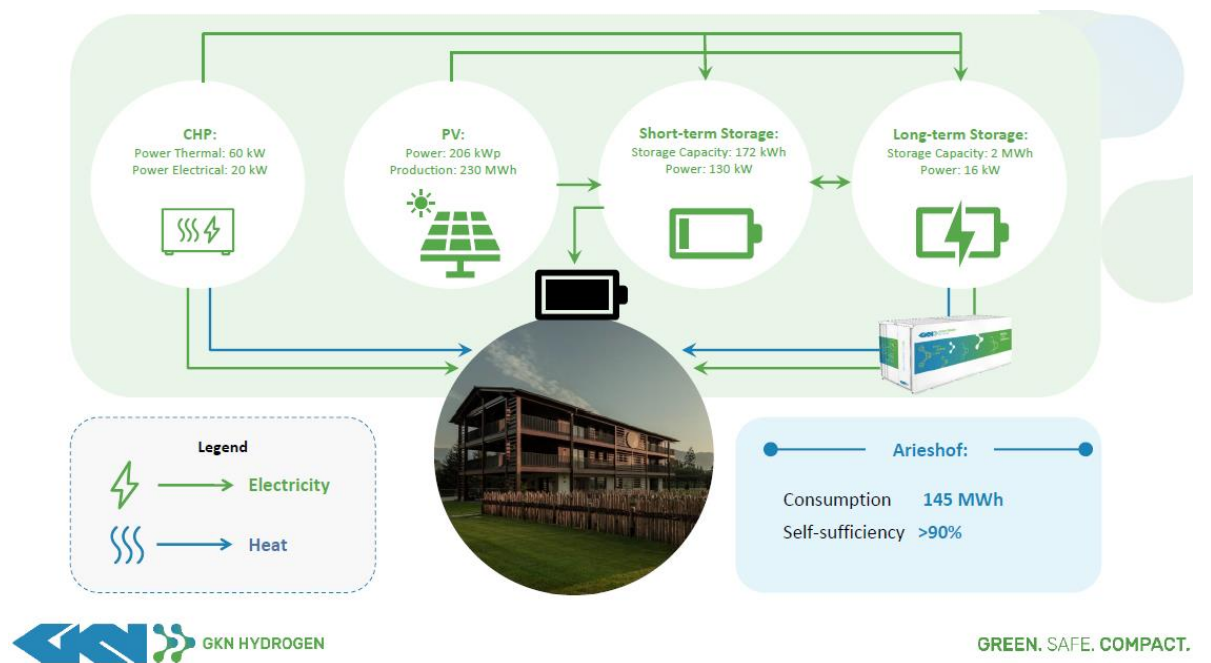 CHP:
Power Thermal: 60 kW
Power Electrical: 20 kW
PV:
Power: 206 kWp
Production: 230 MWh
Short-term Storage:
Storage Capacity: 172 kWh
Power: 130 kW
Long-term Storage:
Storage Capacity: 2 MWh
Power: 16 kW
Legend
Electricity
Heat
Arieshof:
Consumption 145 MWh
Self-sufficiency >90%
GKN GKN HYDROGEN
GREEN. SAFE. COMPACT.